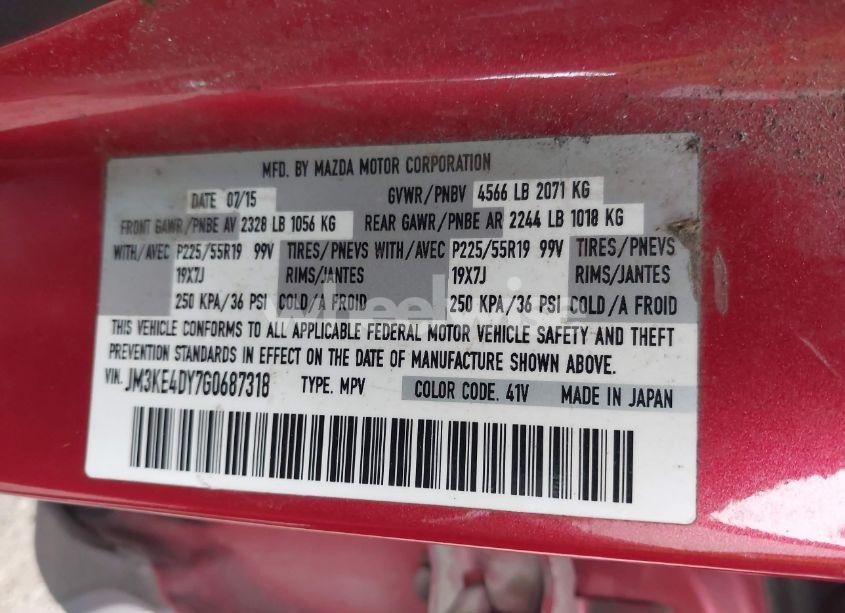 MFD. BY MAZDA MOTOR CORPORATION
DATE 07/15 GVWR/PNBV 4566 LB 2071 KG
FRONT GAWR/PNBE AV 2328 LB 1056 KG REAR GAWR/PNBE AR 2244 LB 1018 KG
WITH/AVEC P225/55R19 99V TIRES/PNEVS WITH/AVEC P225/55R19 99V TIRES/PNEVS
19X7J RIMS/JANTES 19X7J RIMS/JANTES
250 KPA/36 PSI COLD/A FROID 250 KPA/36 PSI COLD/A FROID
THIS VEHICLE CONFORMS TO ALL APPLICABLE FEDERAL MOTOR VEHICLE SAFETY AND THEFT
PREVENTION STANDARDS IN EFFECT ON THE DATE OF MANUFACTURE SHOWN ABOVE.
VIN. JM3KE4DY7G0687318 TYPE. MPV COLOR CODE. 41V MADE IN JAPAN